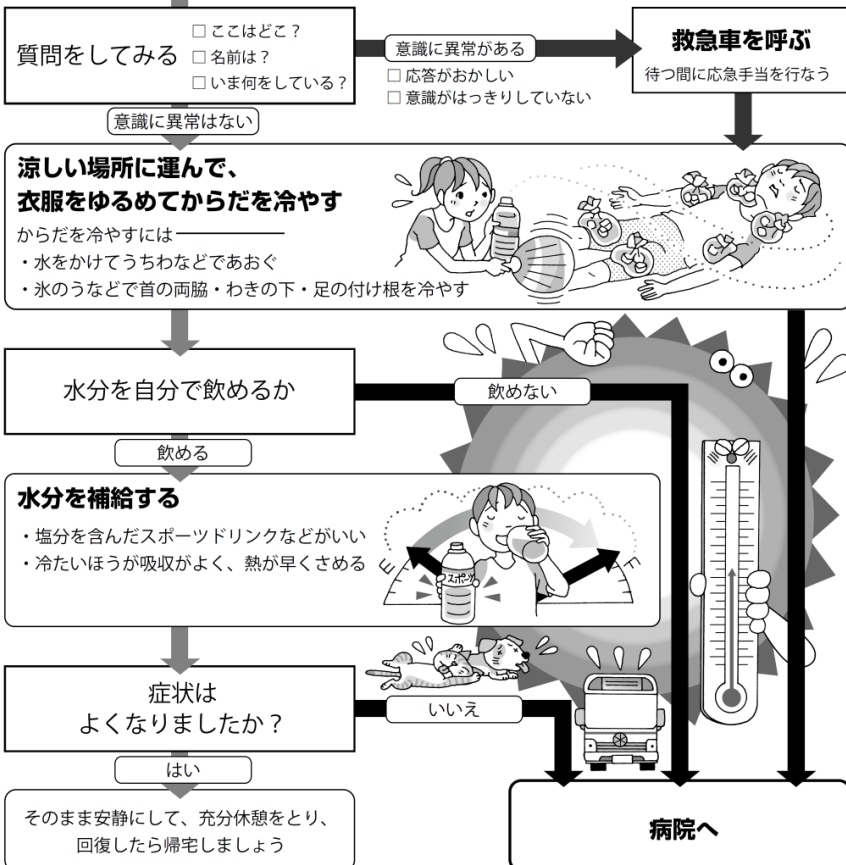 質問をしてみる
□ ここはどこ？
□ 名前は？
□ いま何をしている？
意識に異常がある
□ 応答がおかしい
□ 意識がはっきりしていない
救急車を呼ぶ
待つ間に応急手当を行なう
意識に異常はない
涼しい場所に運んで、
衣服をゆるめてからだを冷やす
からだを冷やすには
・水をかけてうちわなどであおぐ
・氷のうなどで首の両脇・わきの下・足の付け根を冷やす
水分を自分で飲めるか
飲めない
飲める
水分を補給する
・塩分を含んだスポーツドリンクなどがいい
・冷たいほうが吸収がよく、熱が早くさめる
E
F
スポーツ
症状は
よくなりましたか？
いいえ
はい
そのまま安静にして、充分休憩をとり、
回復したら帰宅しましょう
病院へ